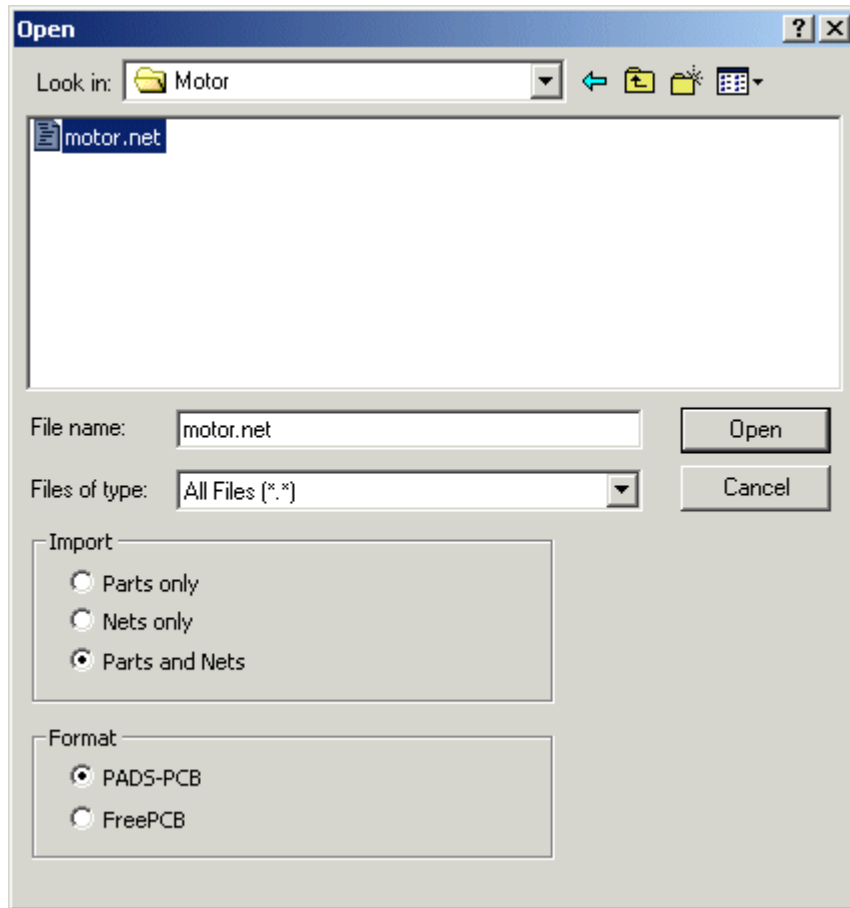 Open
Look in: Motor
motor.net
File name: motor.net Open
Files of type: All Files (*.*) Cancel
Import
Parts only
Nets only
Parts and Nets
Format
PADS-PCB
FreePCB